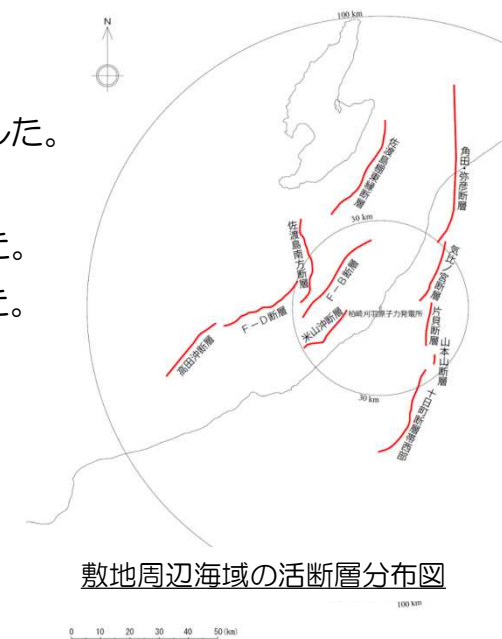 N
100 km
した。
た。
た。
佐渡島棚東縁断層
角田・弥彦断層
30 km
佐渡島南方断層
F－B断層
気比ノ宮断層
柏崎刈羽原子力発電所
片貝断層
F－D断層
米山沖断層
山本山断層
高田沖断層
30 km
十日町断層帯西部
敷地周辺海域の活断層分布図
100 km
0 10 20 30 40 50(km)